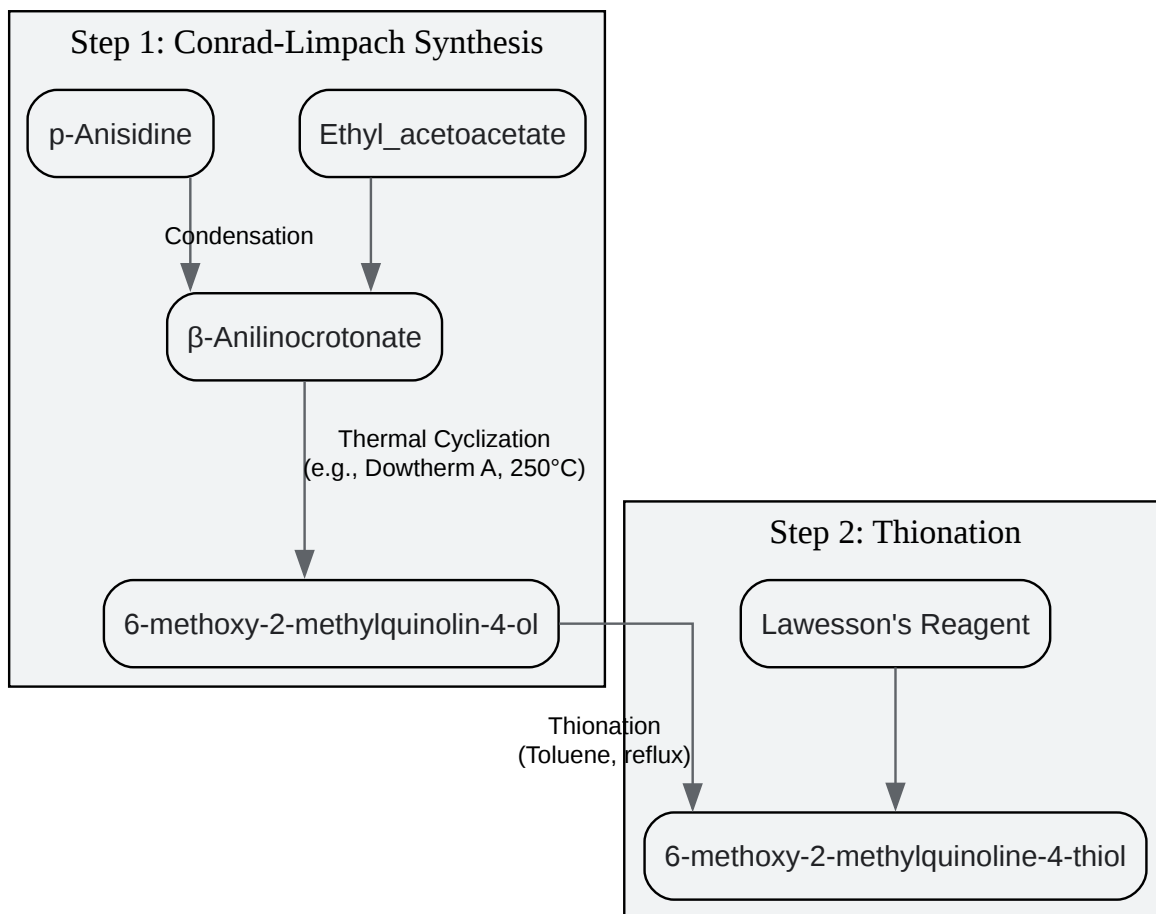 Step 1: Conrad-Limpach Synthesis
p-Anisidine
Ethyl_acetoacetate
Condensation
β-Anilinocrotonate
Thermal Cyclization
(e.g., Dowtherm A, 250°C)
6-methoxy-2-methylquinolin-4-ol
Step 2: Thionation
Lawesson's Reagent
Thionation
(Toluene, reflux)
6-methoxy-2-methylquinoline-4-thiol